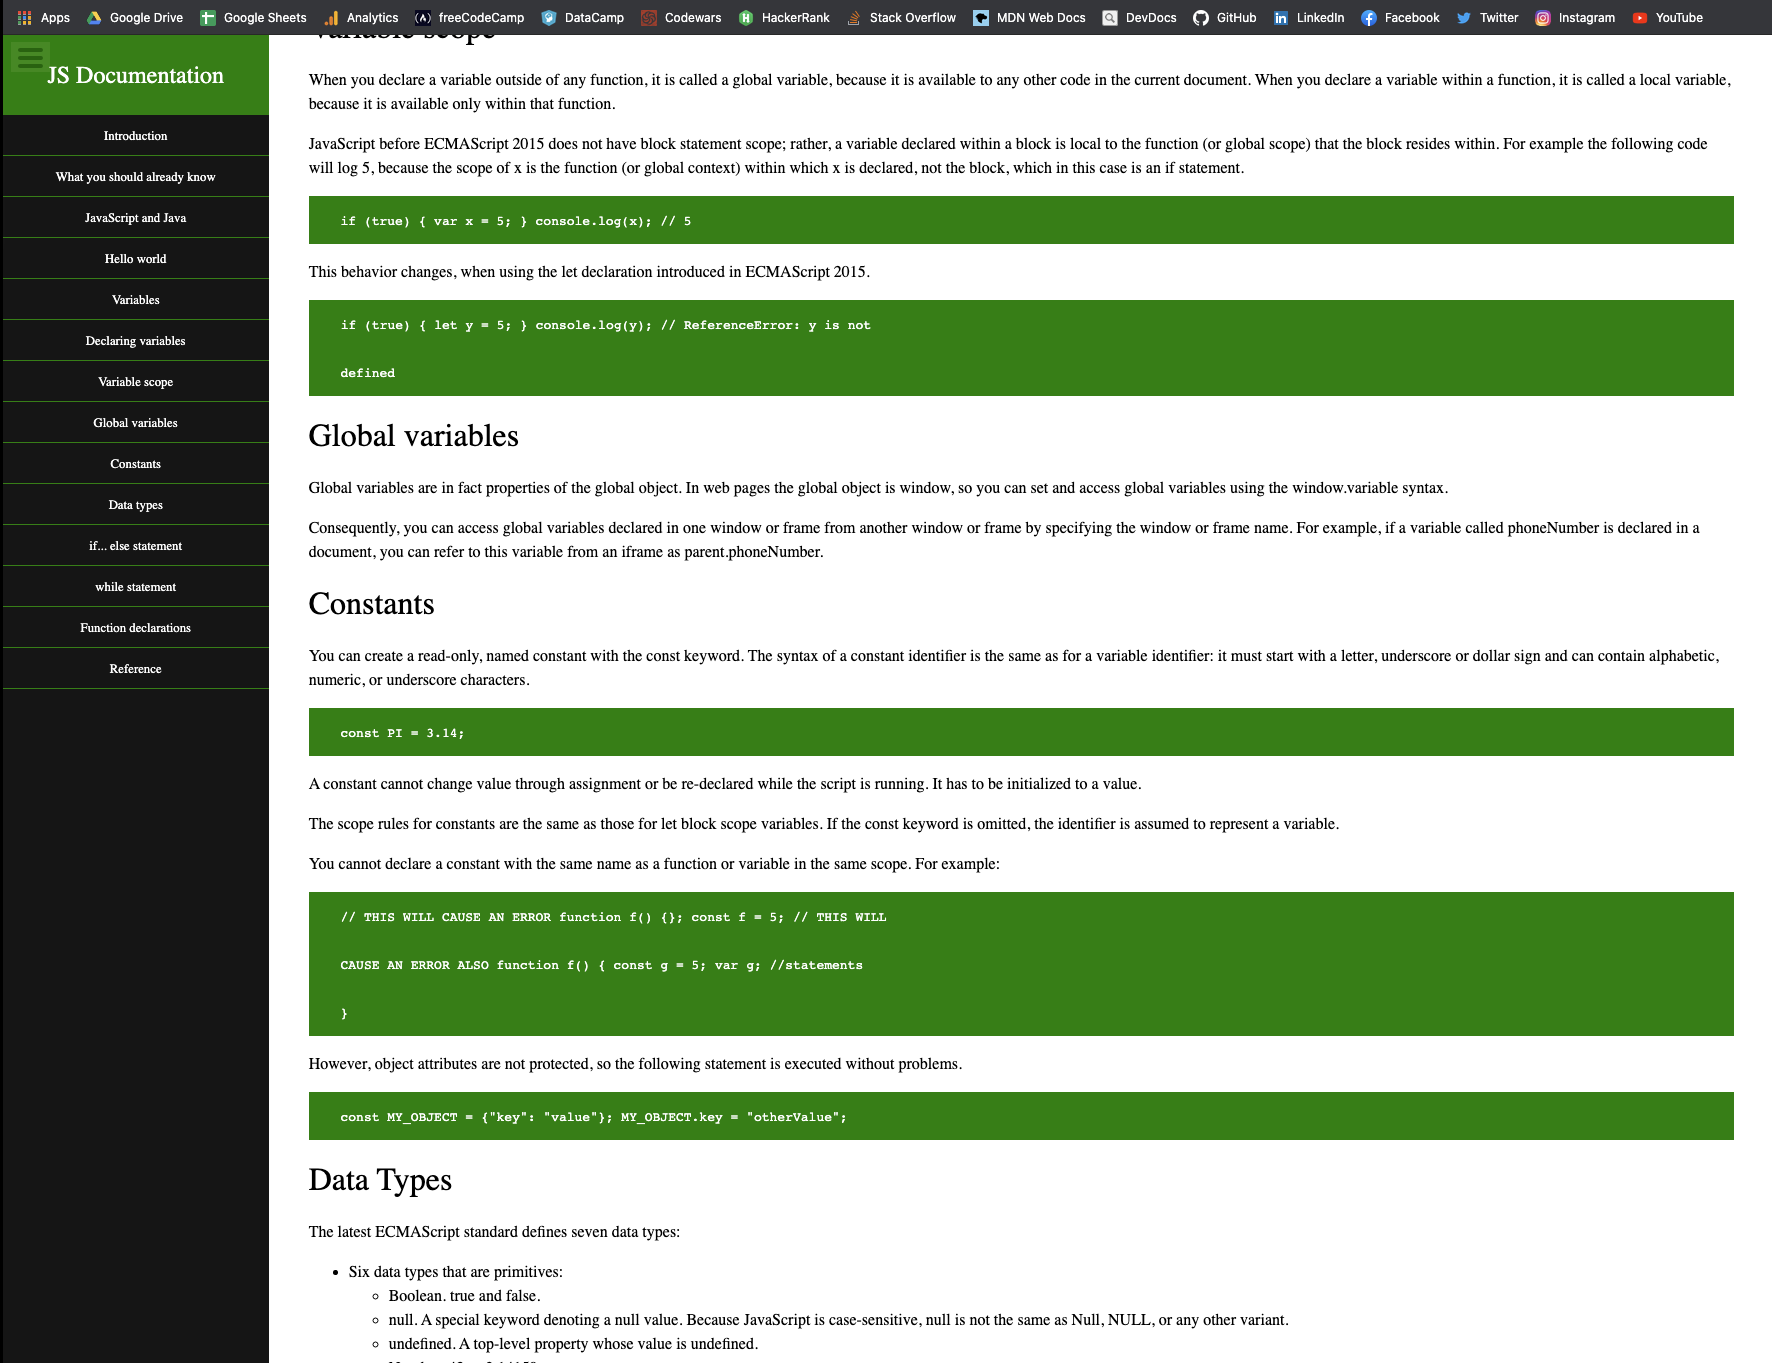 Apps Google Drive Google Sheets Analytics freeCodeCamp DataCamp Codewars HackerRank Stack Overflow MDN Web Docs DevDocs GitHub LinkedIn Facebook Twitter Instagram YouTube
JS Documentation
Introduction
What you should already know
JavaScript and Java
Hello world
Variables
Declaring variables
Variable scope
Global variables
Constants
Data types
if... else statement
while statement
Function declarations
Reference
Variable scope
When you declare a variable outside of any function, it is called a global variable, because it is available to any other code in the current document. When you declare a variable within a function, it is called a local variable,
because it is available only within that function.
JavaScript before ECMAScript 2015 does not have block statement scope; rather, a variable declared within a block is local to the function (or global scope) that the block resides within. For example the following code
will log 5, because the scope of x is the function (or global context) within which x is declared, not the block, which in this case is an if statement.
if (true) { var x = 5; } console.log(x); // 5
This behavior changes, when using the let declaration introduced in ECMAScript 2015.
if (true) { let y = 5; } console.log(y); // ReferenceError: y is not
defined
Global variables
Global variables are in fact properties of the global object. In web pages the global object is window, so you can set and access global variables using the window.variable syntax.
Consequently, you can access global variables declared in one window or frame from another window or frame by specifying the window or frame name. For example, if a variable called phoneNumber is declared in a
document, you can refer to this variable from an iframe as parent.phoneNumber.
Constants
You can create a read-only, named constant with the const keyword. The syntax of a constant identifier is the same as for a variable identifier: it must start with a letter, underscore or dollar sign and can contain alphabetic,
numeric, or underscore characters.
const PI = 3.14;
A constant cannot change value through assignment or be re-declared while the script is running. It has to be initialized to a value.
The scope rules for constants are the same as those for let block scope variables. If the const keyword is omitted, the identifier is assumed to represent a variable.
You cannot declare a constant with the same name as a function or variable in the same scope. For example:
// THIS WILL CAUSE AN ERROR function f() {}; const f = 5; // THIS WILL
CAUSE AN ERROR ALSO function f() { const g = 5; var g; //statements
}
However, object attributes are not protected, so the following statement is executed without problems.
const MY_OBJECT = {"key": "value"}; MY_OBJECT.key = "otherValue";
Data Types
The latest ECMAScript standard defines seven data types:
Six data types that are primitives:
Boolean. true and false.
null. A special keyword denoting a null value. Because JavaScript is case-sensitive, null is not the same as Null, NULL, or any other variant.
undefined. A top-level property whose value is undefined.